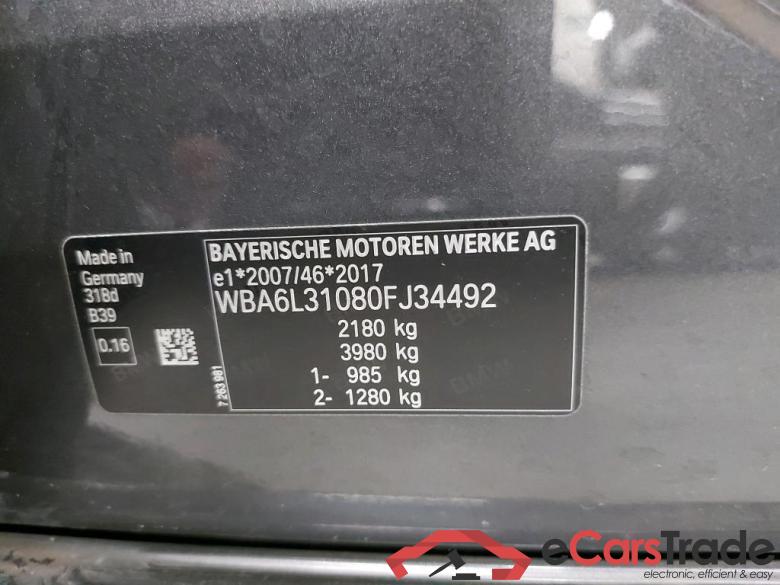 Made in
Germany
318d
B39
0.16
7 263 981
BAYERISCHE MOTOREN WERKE AG
e1*2007/46*2017
WBA6L31080FJ34492
2180 kg
3980 kg
1- 985 kg
2- 1280 kg
eCarsTrade
electronic, efficient & easy